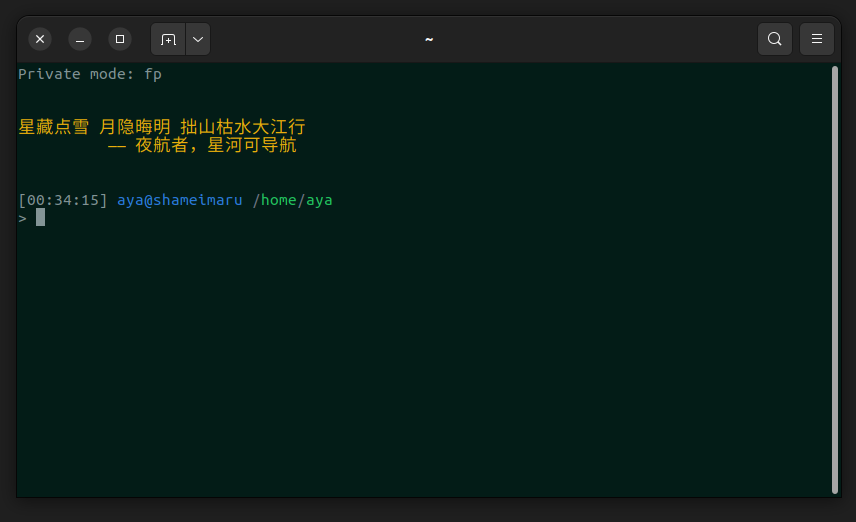 ~
Private mode: fp
星藏点雪 月隐晦明 拙山枯水大江行
—— 夜航者，星河可导航
[00:34:15] aya@shameimaru /home/aya
>